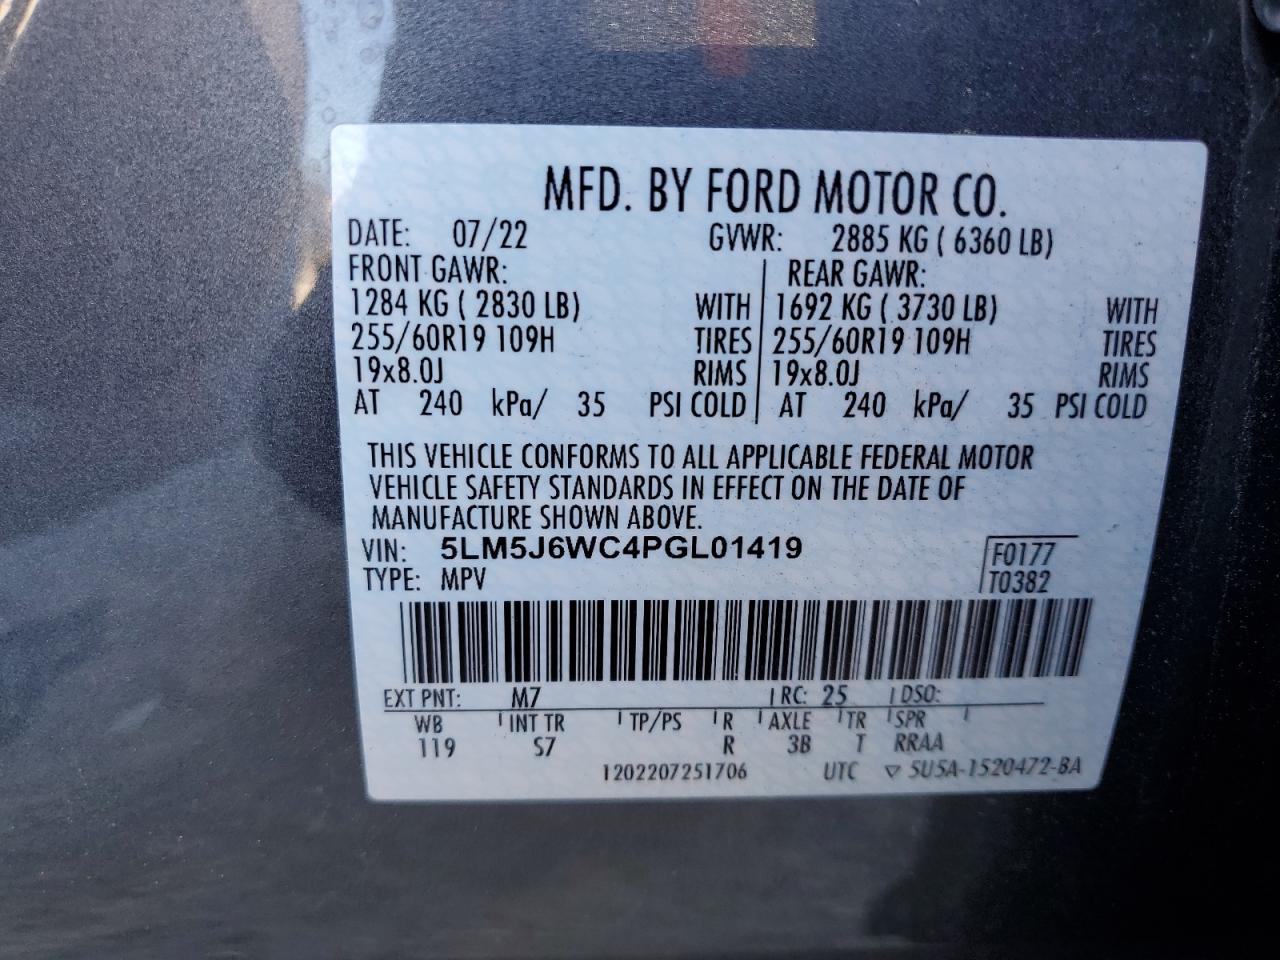 MFD. BY FORD MOTOR CO.
DATE: 07/22 GVWR: 2885 KG ( 6360 LB)
FRONT GAWR: REAR GAWR:
1284 KG ( 2830 LB) WITH 1692 KG ( 3730 LB) WITH
255/60R19 109H TIRES 255/60R19 109H TIRES
19x8.0J RIMS 19x8.0J RIMS
AT 240 kPa/ 35 PSI COLD AT 240 kPa/ 35 PSI COLD
THIS VEHICLE CONFORMS TO ALL APPLICABLE FEDERAL MOTOR
VEHICLE SAFETY STANDARDS IN EFFECT ON THE DATE OF
MANUFACTURE SHOWN ABOVE.
VIN: 5LM5J6WC4PGL01419 F0177
TYPE: MPV T0382
EXT PNT: M7 RC: 25 DSO:
WB INT TR TP/PS R AXLE TR SPR
119 S7 R 3B T RRAA
1202207251706 UTC ▽ SU5A-1520472-BA